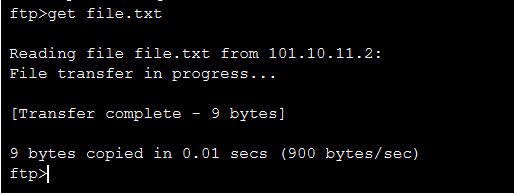 ftp>get file.txt
Reading file file.txt from 101.10.11.2:
File transfer in progress...
[Transfer complete - 9 bytes]
9 bytes copied in 0.01 secs (900 bytes/sec)
ftp>